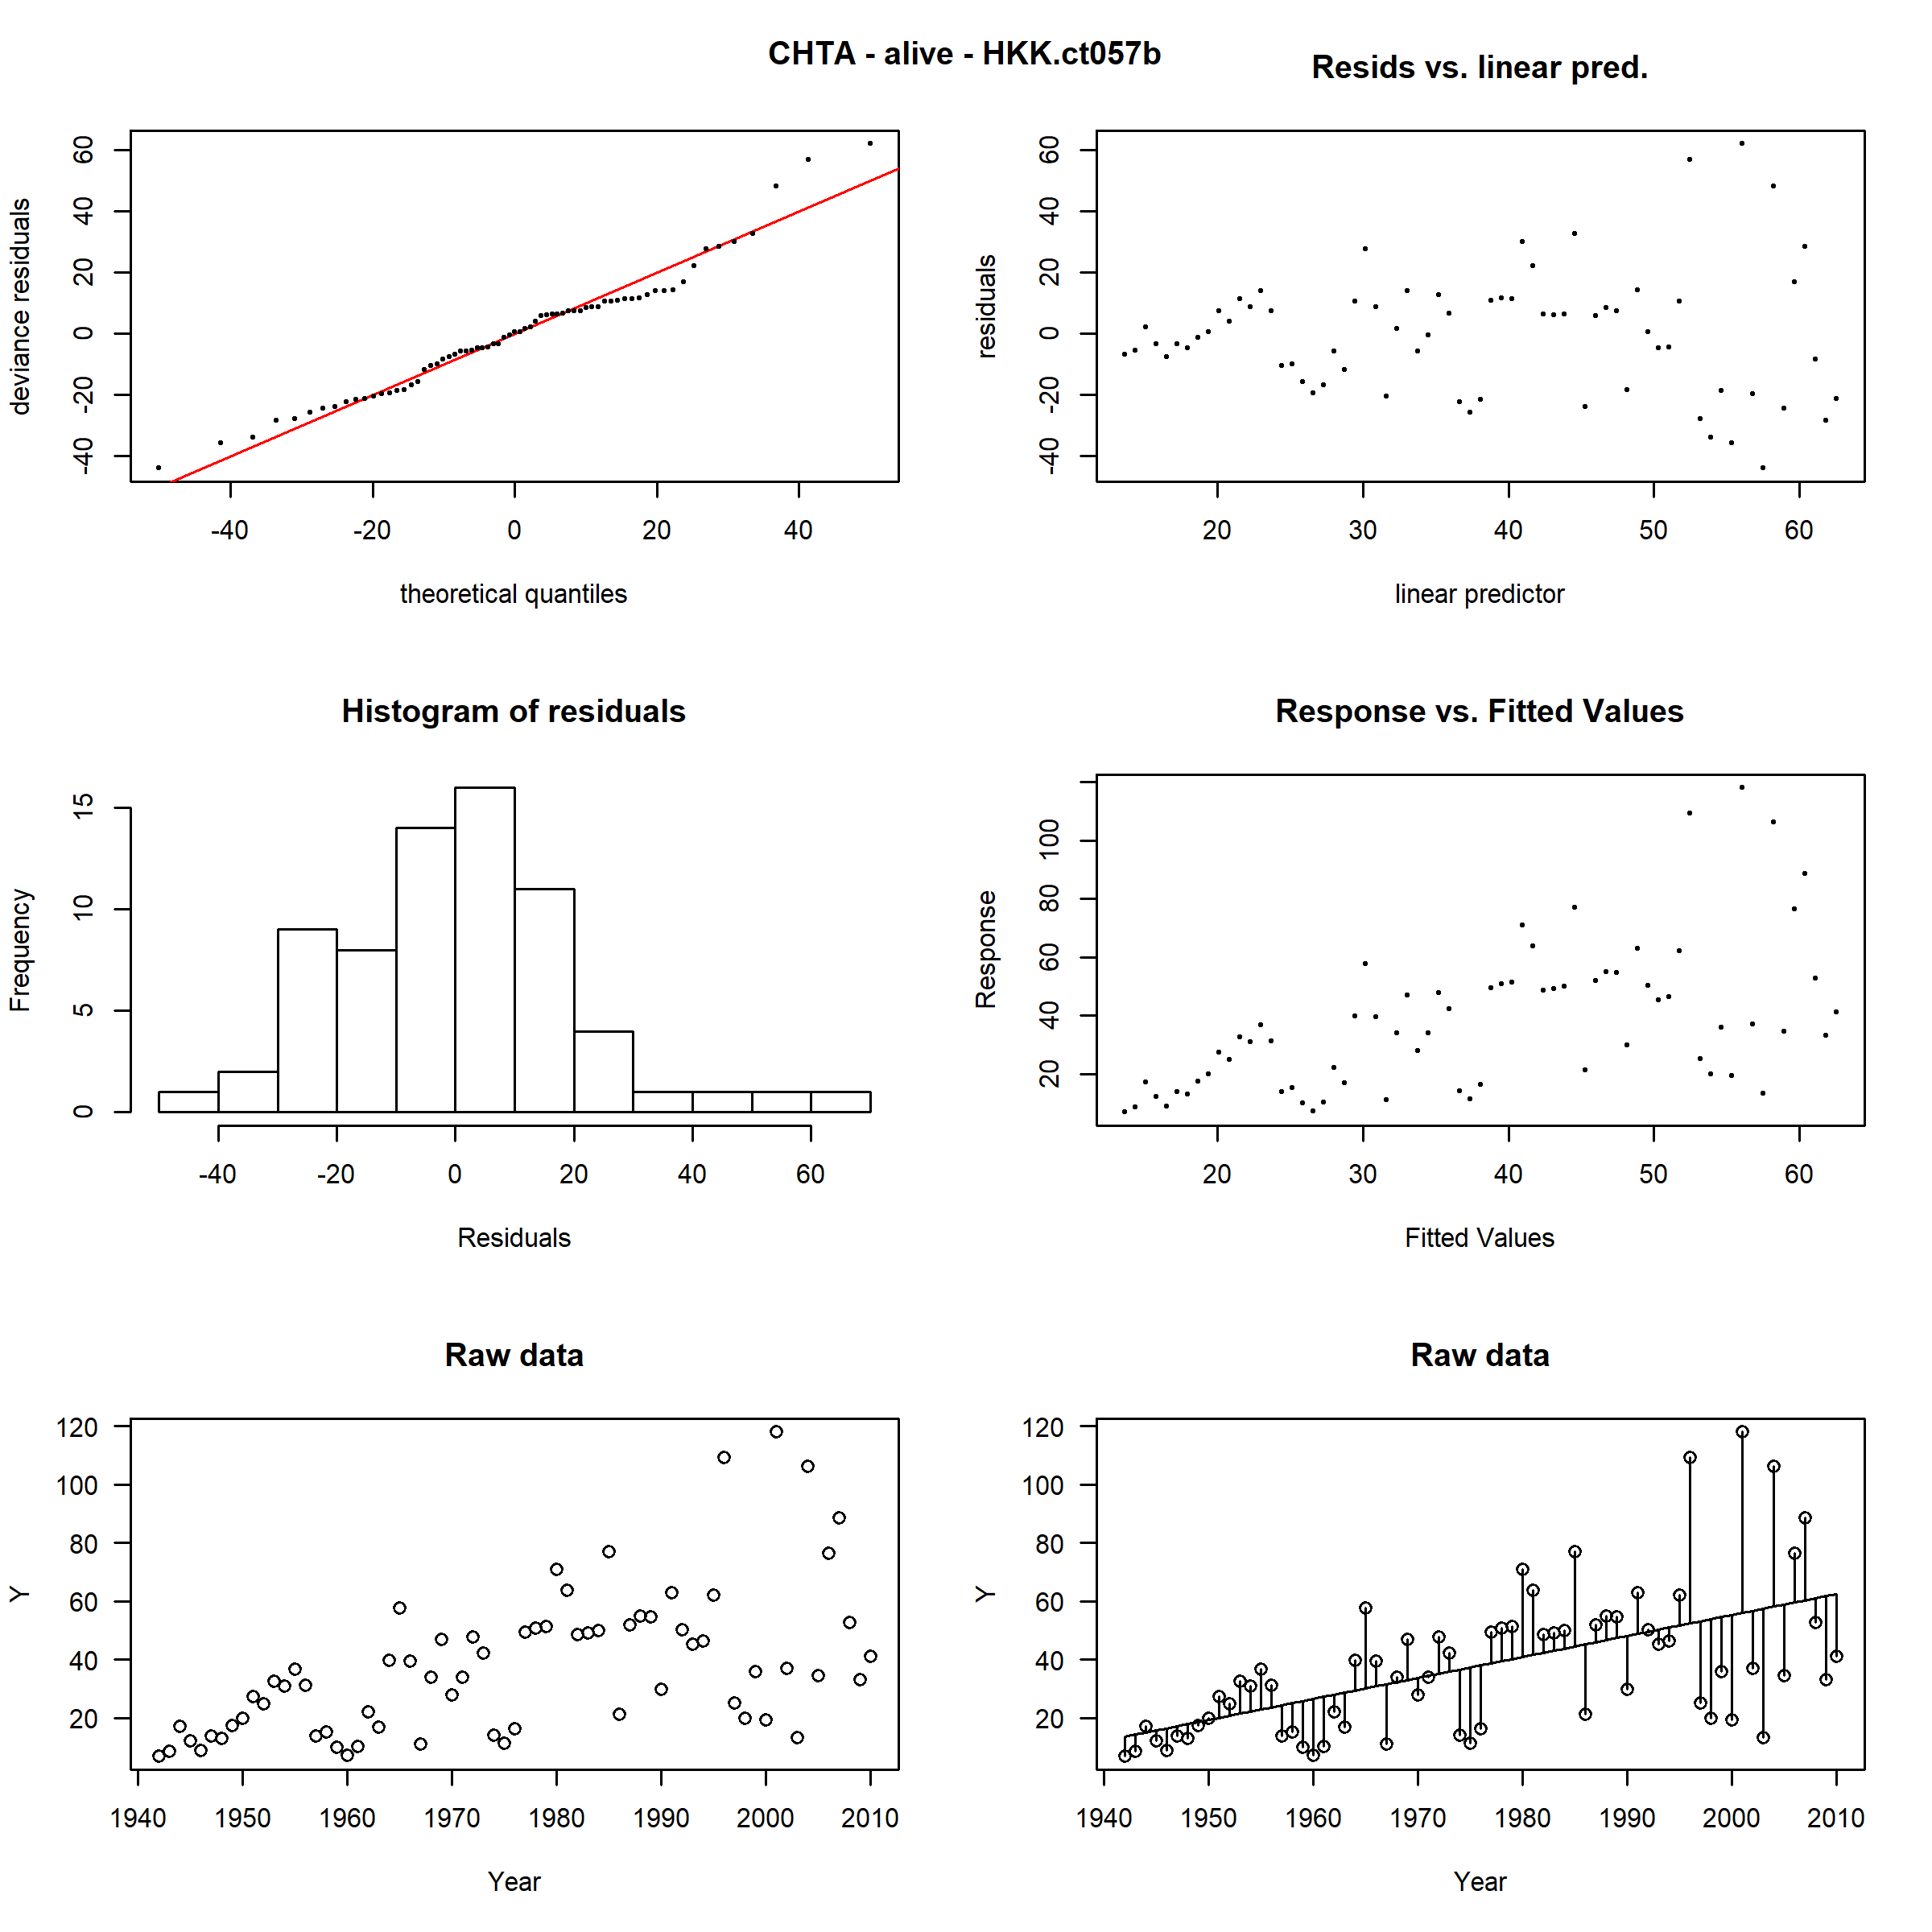 CHTA - alive - HKK.ct057b
Resids vs. linear pred.
deviance residuals
60
40
20
0
-20
-40
-40 -20 0 20 40
theoretical quantiles
residuals
60
40
20
0
-20
-40
20 30 40 50 60
linear predictor
Histogram of residuals
Frequency
15
10
5
0
-40 -20 0 20 40 60
Residuals
Response vs. Fitted Values
Response
100
80
60
40
20
20 30 40 50 60
Fitted Values
Raw data
Y
120
100
80
60
40
20
1940 1950 1960 1970 1980 1990 2000 2010
Year
Raw data
Y
120
100
80
60
40
20
1940 1950 1960 1970 1980 1990 2000 2010
Year